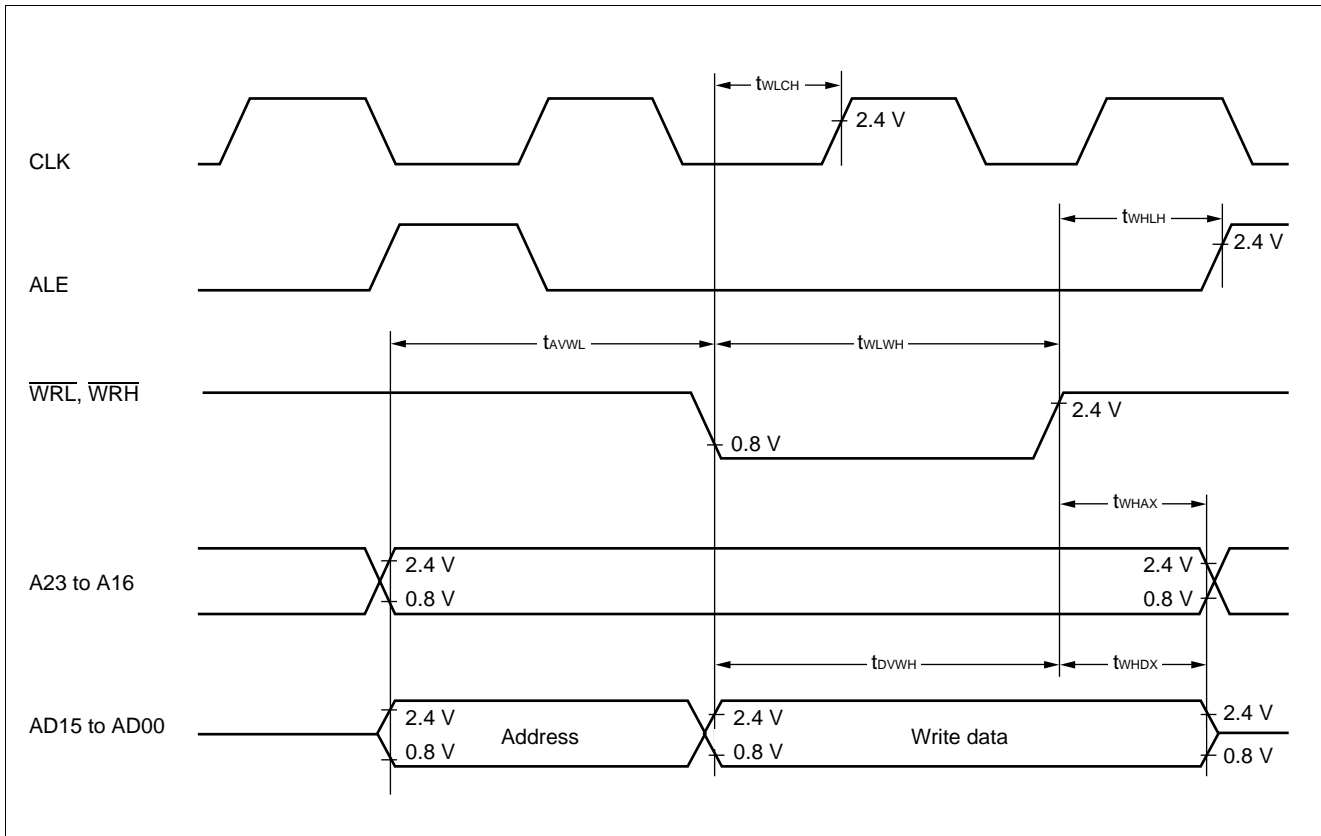 tWLCH
2.4 V
CLK
tWHLH
2.4 V
ALE
tAVWL
tWLWH
WRL, WRH
2.4 V
0.8 V
tWHAX
2.4 V
2.4 V
A23 to A16
0.8 V
0.8 V
tDVWH
tWHDX
2.4 V
2.4 V
2.4 V
AD15 to AD00
Address
Write data
0.8 V
0.8 V
0.8 V